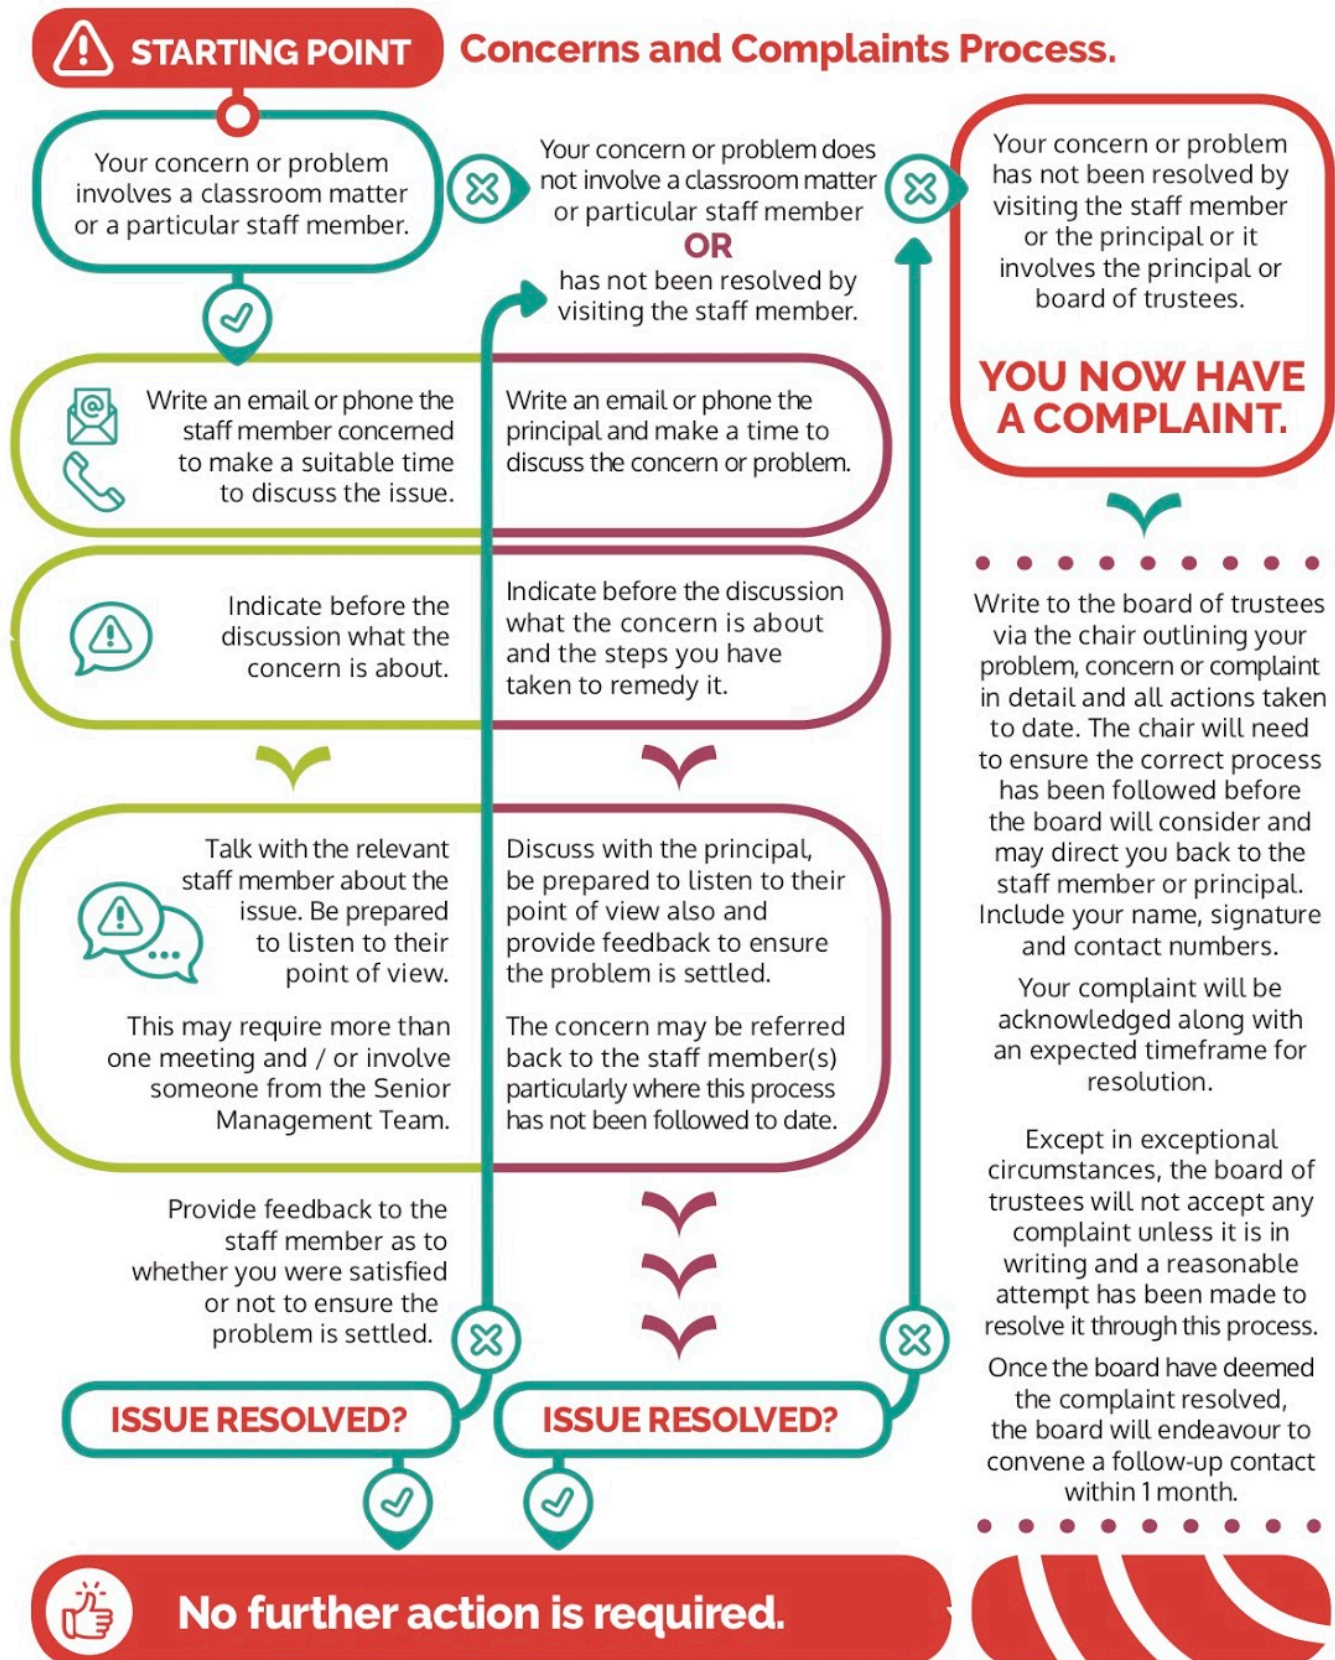 STARTING POINT
Concerns and Complaints Process.
Your concern or problem
involves a classroom matter
or a particular staff member.
Your concern or problem does
not involve a classroom matter
or particular staff member
OR
has not been resolved by
visiting the staff member.
Your concern or problem
has not been resolved by
visiting the staff member
or the principal or it
involves the principal or
board of trustees.
YOU NOW HAVE
A COMPLAINT.
Write an email or phone the
staff member concerned
to make a suitable time
to discuss the issue.
Write an email or phone the
principal and make a time to
discuss the concern or problem.
Indicate before the
discussion what the
concern is about.
Indicate before the discussion
what the concern is about
and the steps you have
taken to remedy it.
Talk with the relevant
staff member about the
issue. Be prepared
to listen to their
point of view.
This may require more than
one meeting and / or involve
someone from the Senior
Management Team.
Discuss with the principal,
be prepared to listen to their
point of view also and
provide feedback to ensure
the problem is settled.
The concern may be referred
back to the staff member(s)
particularly where this process
has not been followed to date.
Provide feedback to the
staff member as to
whether you were satisfied
or not to ensure the
problem is settled.
ISSUE RESOLVED?
ISSUE RESOLVED?
Write to the board of trustees
via the chair outlining your
problem, concern or complaint
in detail and all actions taken
to date. The chair will need
to ensure the correct process
has been followed before
the board will consider and
may direct you back to the
staff member or principal.
Include your name, signature
and contact numbers.
Your complaint will be
acknowledged along with
an expected timeframe for
resolution.
Except in exceptional
circumstances, the board of
trustees will not accept any
complaint unless it is in
writing and a reasonable
attempt has been made to
resolve it through this process.
Once the board have deemed
the complaint resolved,
the board will endeavour to
convene a follow-up contact
within 1 month.
No further action is required.